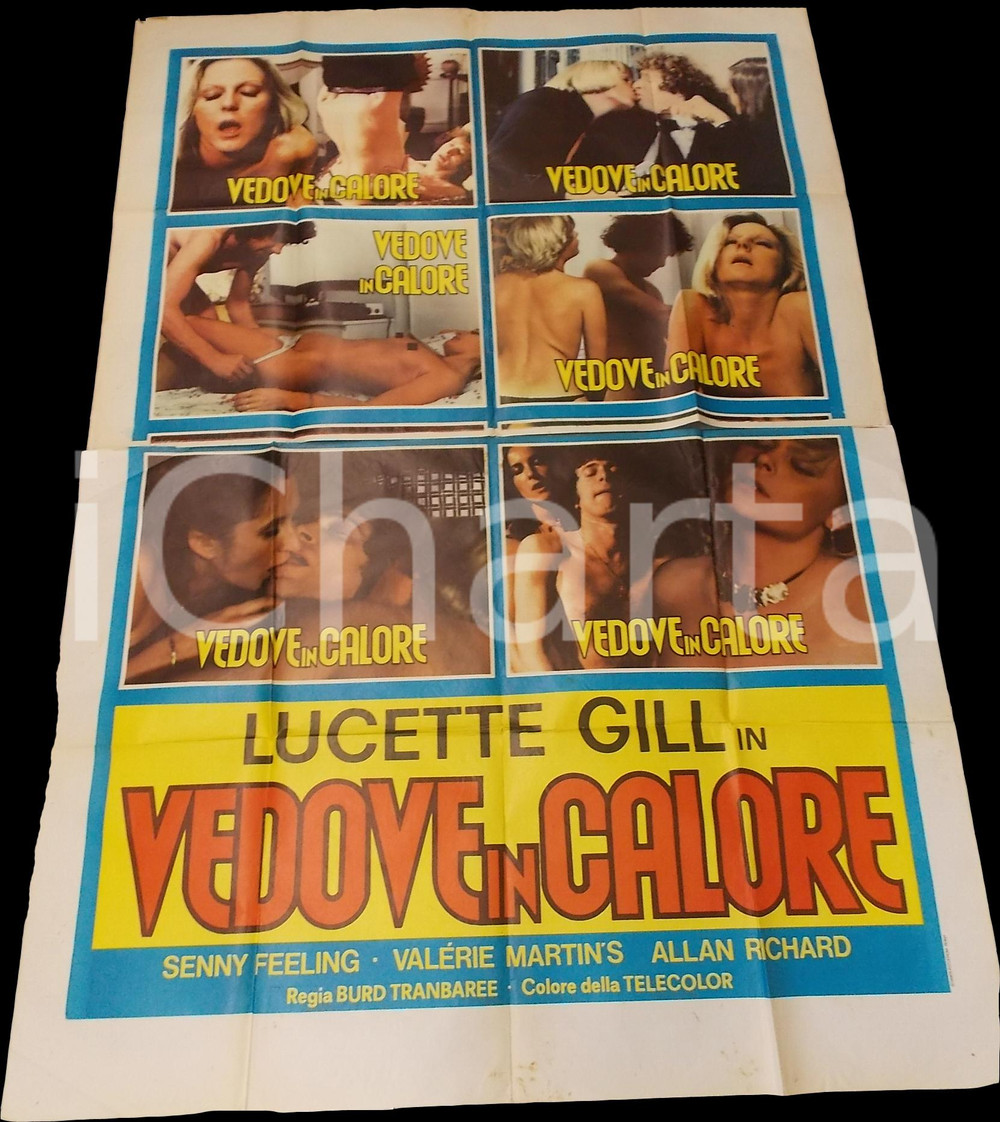 VEDOVE IN CALORE
VEDOVE IN CALORE
VEDOVE
IN CALORE
VEDOVE IN CALORE
iCharta
VEDOVE IN CALORE
VEDOVE IN CALORE
LUCETTE GILL IN
VEDOVE IN CALORE
SENNY FEELING · VALÉRIE MARTIN'S ALLAN RICHARD
Regia BURD TRANBAREE · Colore della TELECOLOR